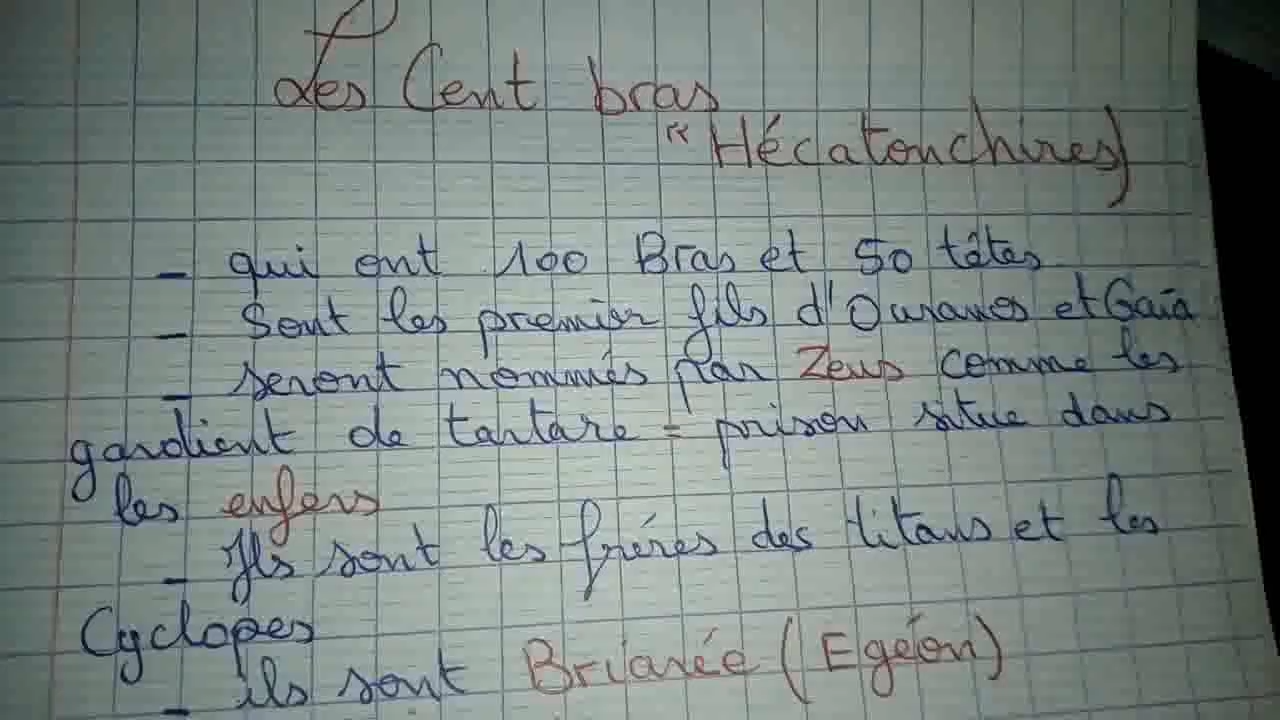 Les Cent bras
"Hécatonchires)
- qui ont 100 Bras et 50 têtes
- Sont les premier fils d'Ouranos et Gaïa
- seront nommés par Zeus comme les
gardient de tartare = prison situe dans
les enfers
- Ils sont les fréres des titans et les
Cyclopes
- ils sont Briarée (Egéon)